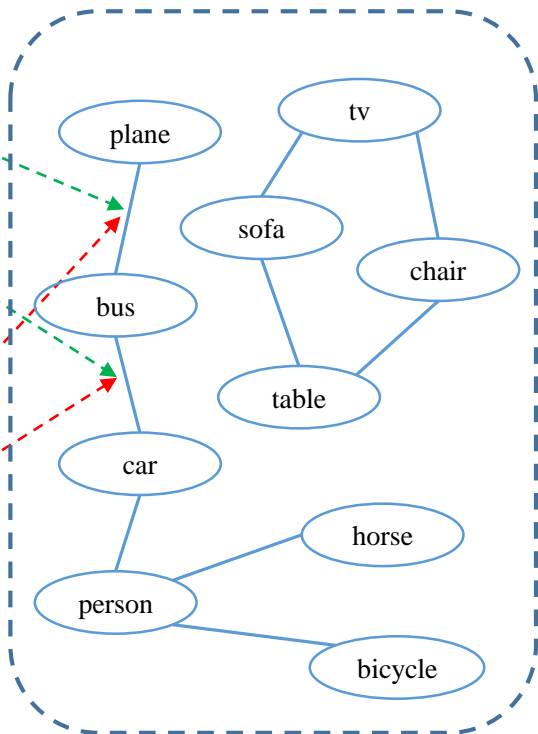 tv
plane
sofa
chair
bus
table
car
horse
person
bicycle